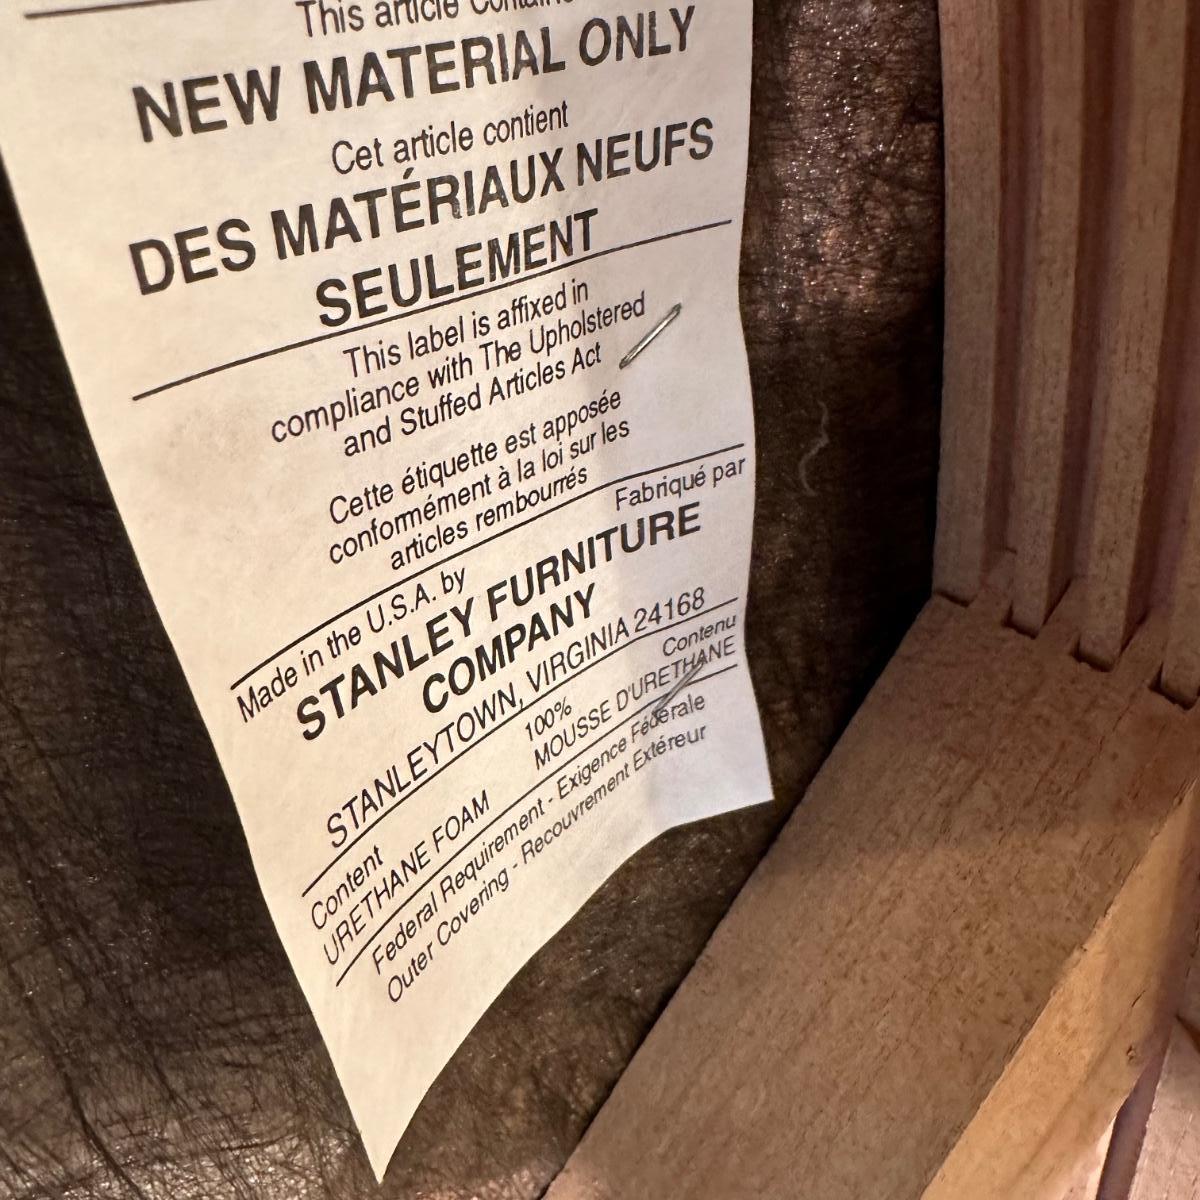 This article
NEW MATERIAL ONLY
Cet article contient
DES MATÉRIAUX NEUFS
SEULEMENT
This label is affixed in
compliance with The Upholstered
and Stuffed Articles Act
Cette étiquette est apposée
conformément à la loi sur les
articles rembourrés
Made in the U.S.A. by Fabriqué par
STANLEY FURNITURE
COMPANY
STANLEYTOWN, VIRGINIA 24168
Content 100% Contenu
URETHANE FOAM MOUSSE D'URETHANE
Federal Requirement - Exigence Fédérale
Outer Covering - Recouvrement Extéreur